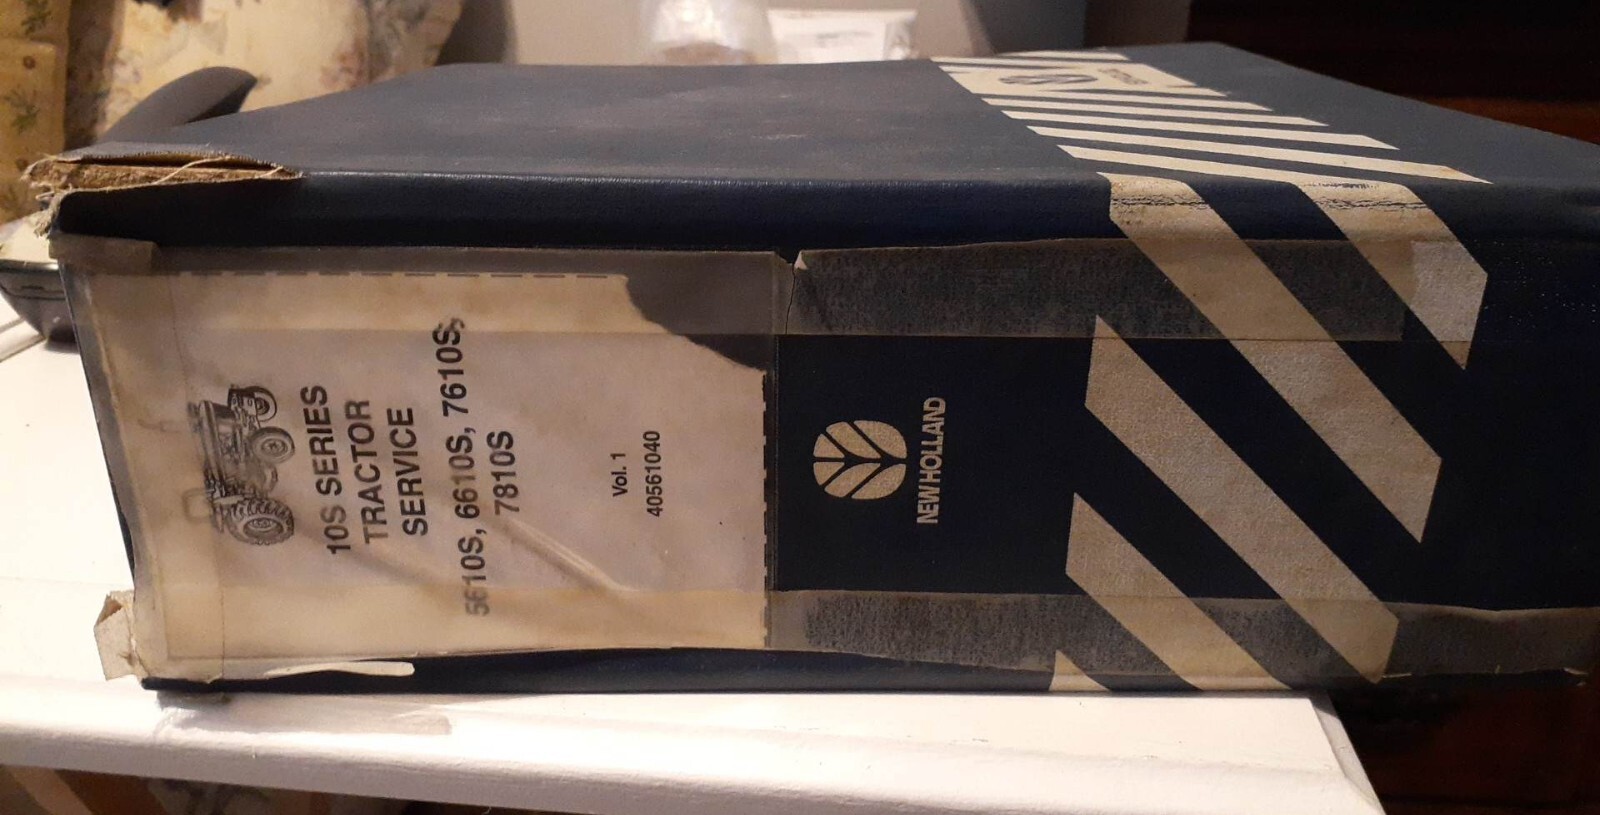 10S SERIES
TRACTOR
SERVICE
5610S, 6610S, 7610S,
7810S
Vol. 1
40561040
NEW HOLLAND